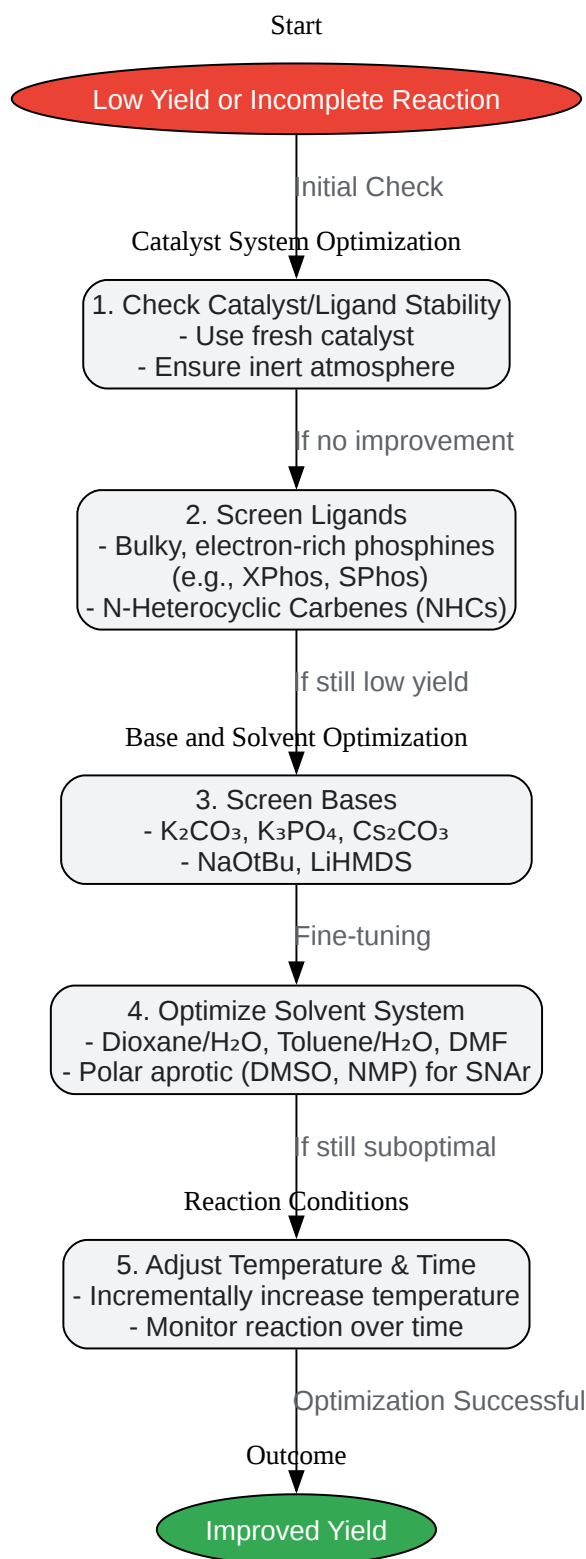 Start
Low Yield or Incomplete Reaction
Initial Check
Catalyst System Optimization
1. Check Catalyst/Ligand Stability
- Use fresh catalyst
- Ensure inert atmosphere
If no improvement
2. Screen Ligands
- Bulky, electron-rich phosphines
(e.g., XPhos, SPhos)
- N-Heterocyclic Carbenes (NHCs)
If still low yield
Base and Solvent Optimization
3. Screen Bases
- K₂CO₃, K₃PO₄, Cs₂CO₃
- NaOtBu, LiHMDS
Fine-tuning
4. Optimize Solvent System
- Dioxane/H₂O, Toluene/H₂O, DMF
- Polar aprotic (DMSO, NMP) for SNAr
If still suboptimal
Reaction Conditions
5. Adjust Temperature & Time
- Incrementally increase temperature
- Monitor reaction over time
Optimization Successful
Outcome
Improved Yield